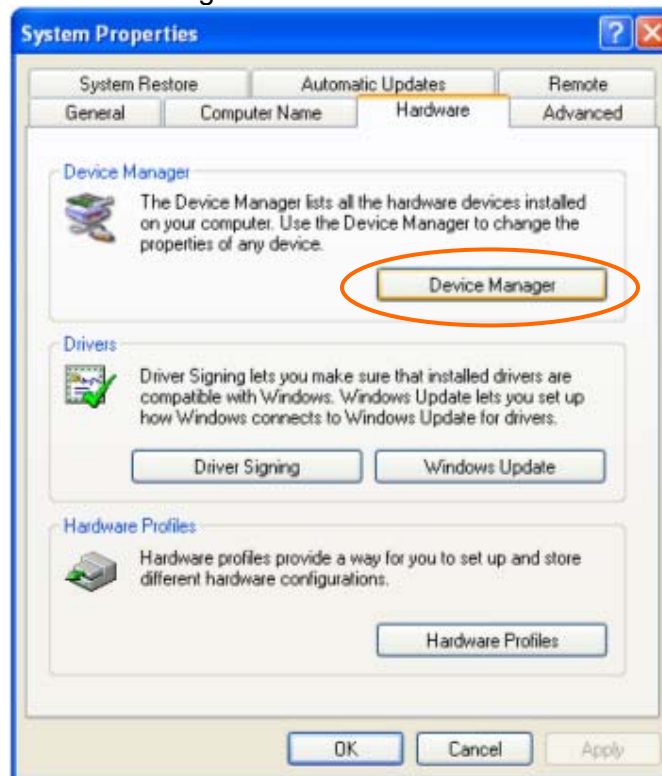 System Properties
System Restore Automatic Updates Remote
General Computer Name Hardware Advanced
Device Manager
The Device Manager lists all the hardware devices installed
on your computer. Use the Device Manager to change the
properties of any device.
Device Manager
Drivers
Driver Signing lets you make sure that installed drivers are
compatible with Windows. Windows Update lets you set up
how Windows connects to Windows Update for drivers.
Driver Signing Windows Update
Hardware Profiles
Hardware profiles provide a way for you to set up and store
different hardware configurations.
Hardware Profiles
OK Cancel Apply